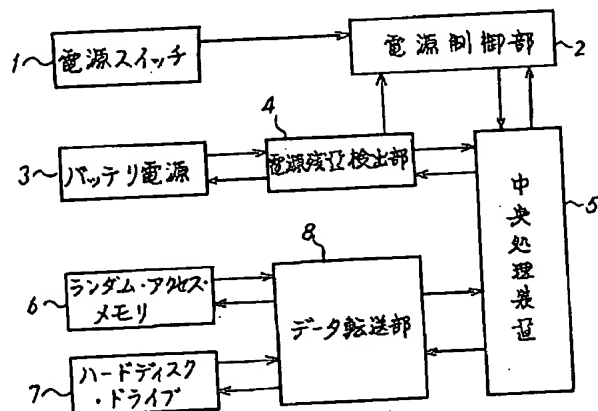 1 電源スイッチ
電源制御部 2
4
3 バッテリ電源
電源残量検出部
中央処理装置 5
8
6 ランダム・アクセス・
メモリ
データ転送部
7 ハードディスク
・ドライブ